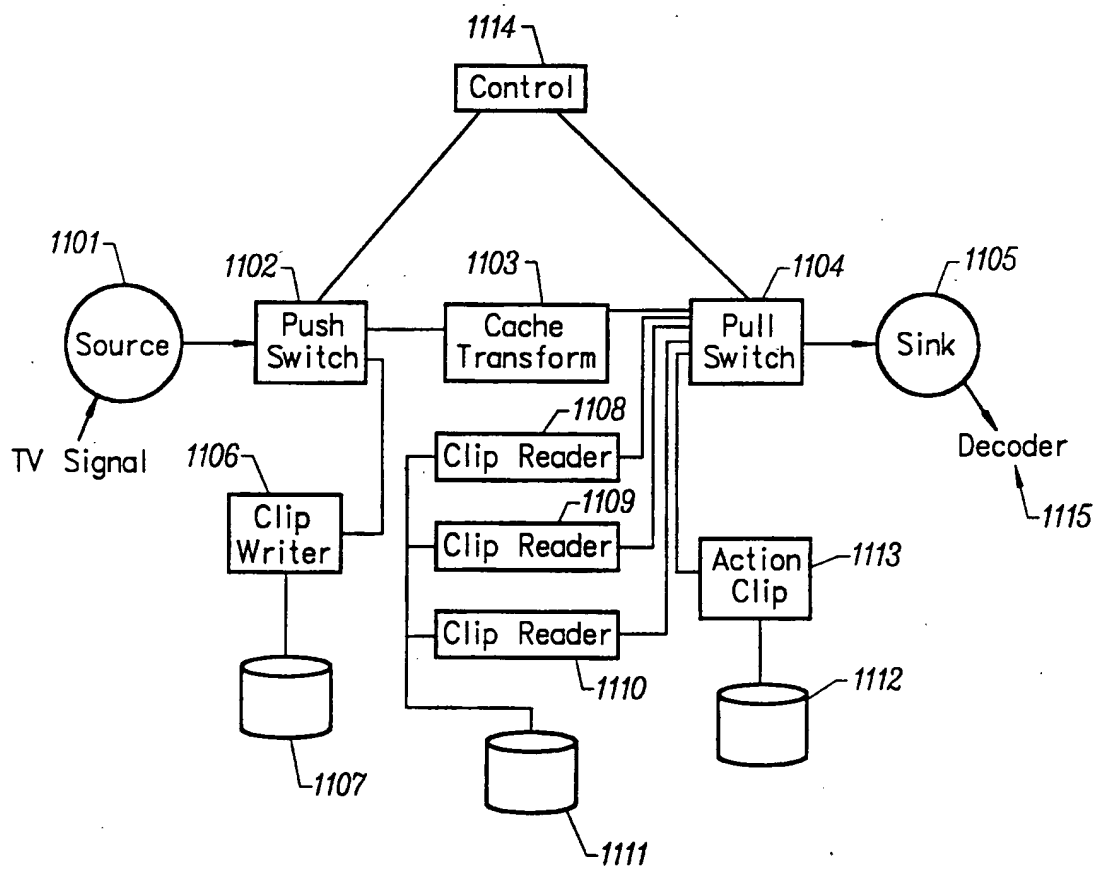 1114
Control
1101
1102
1103
1104
1105
Source
Push
Switch
Cache
Transform
Pull
Switch
Sink
TV Signal
1106
Clip
Writer
1108
Clip Reader
1109
Clip Reader
Clip Reader
1110
Decoder
1115
Action
Clip
1113
1107
1111
1112